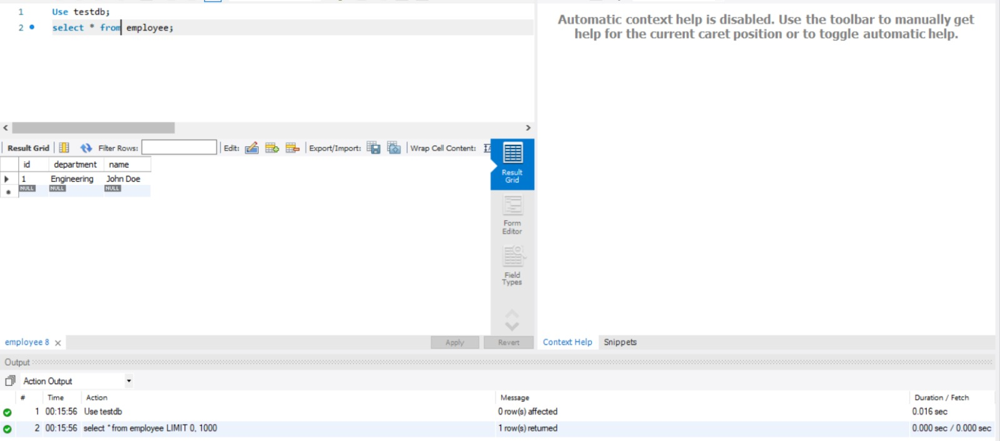 1 Use testdb;
2 select * from employee;
Automatic context help is disabled. Use the toolbar to manually get
help for the current caret position or to toggle automatic help.
Result Grid Filter Rows: Edit: Export/Import: Wrap Cell Content:
id department name
1 Engineering John Doe
NULL NULL NULL
Result
Grid
Form
Editor
Field
Types
employee 8 Apply Revert
Context Help Snippets
Output
Action Output
# Time Action Message Duration / Fetch
1 00:15:56 Use testdb 0 row(s) affected 0.016 sec
2 00:15:56 select * from employee LIMIT 0, 1000 1 row(s) returned 0.000 sec / 0.000 sec